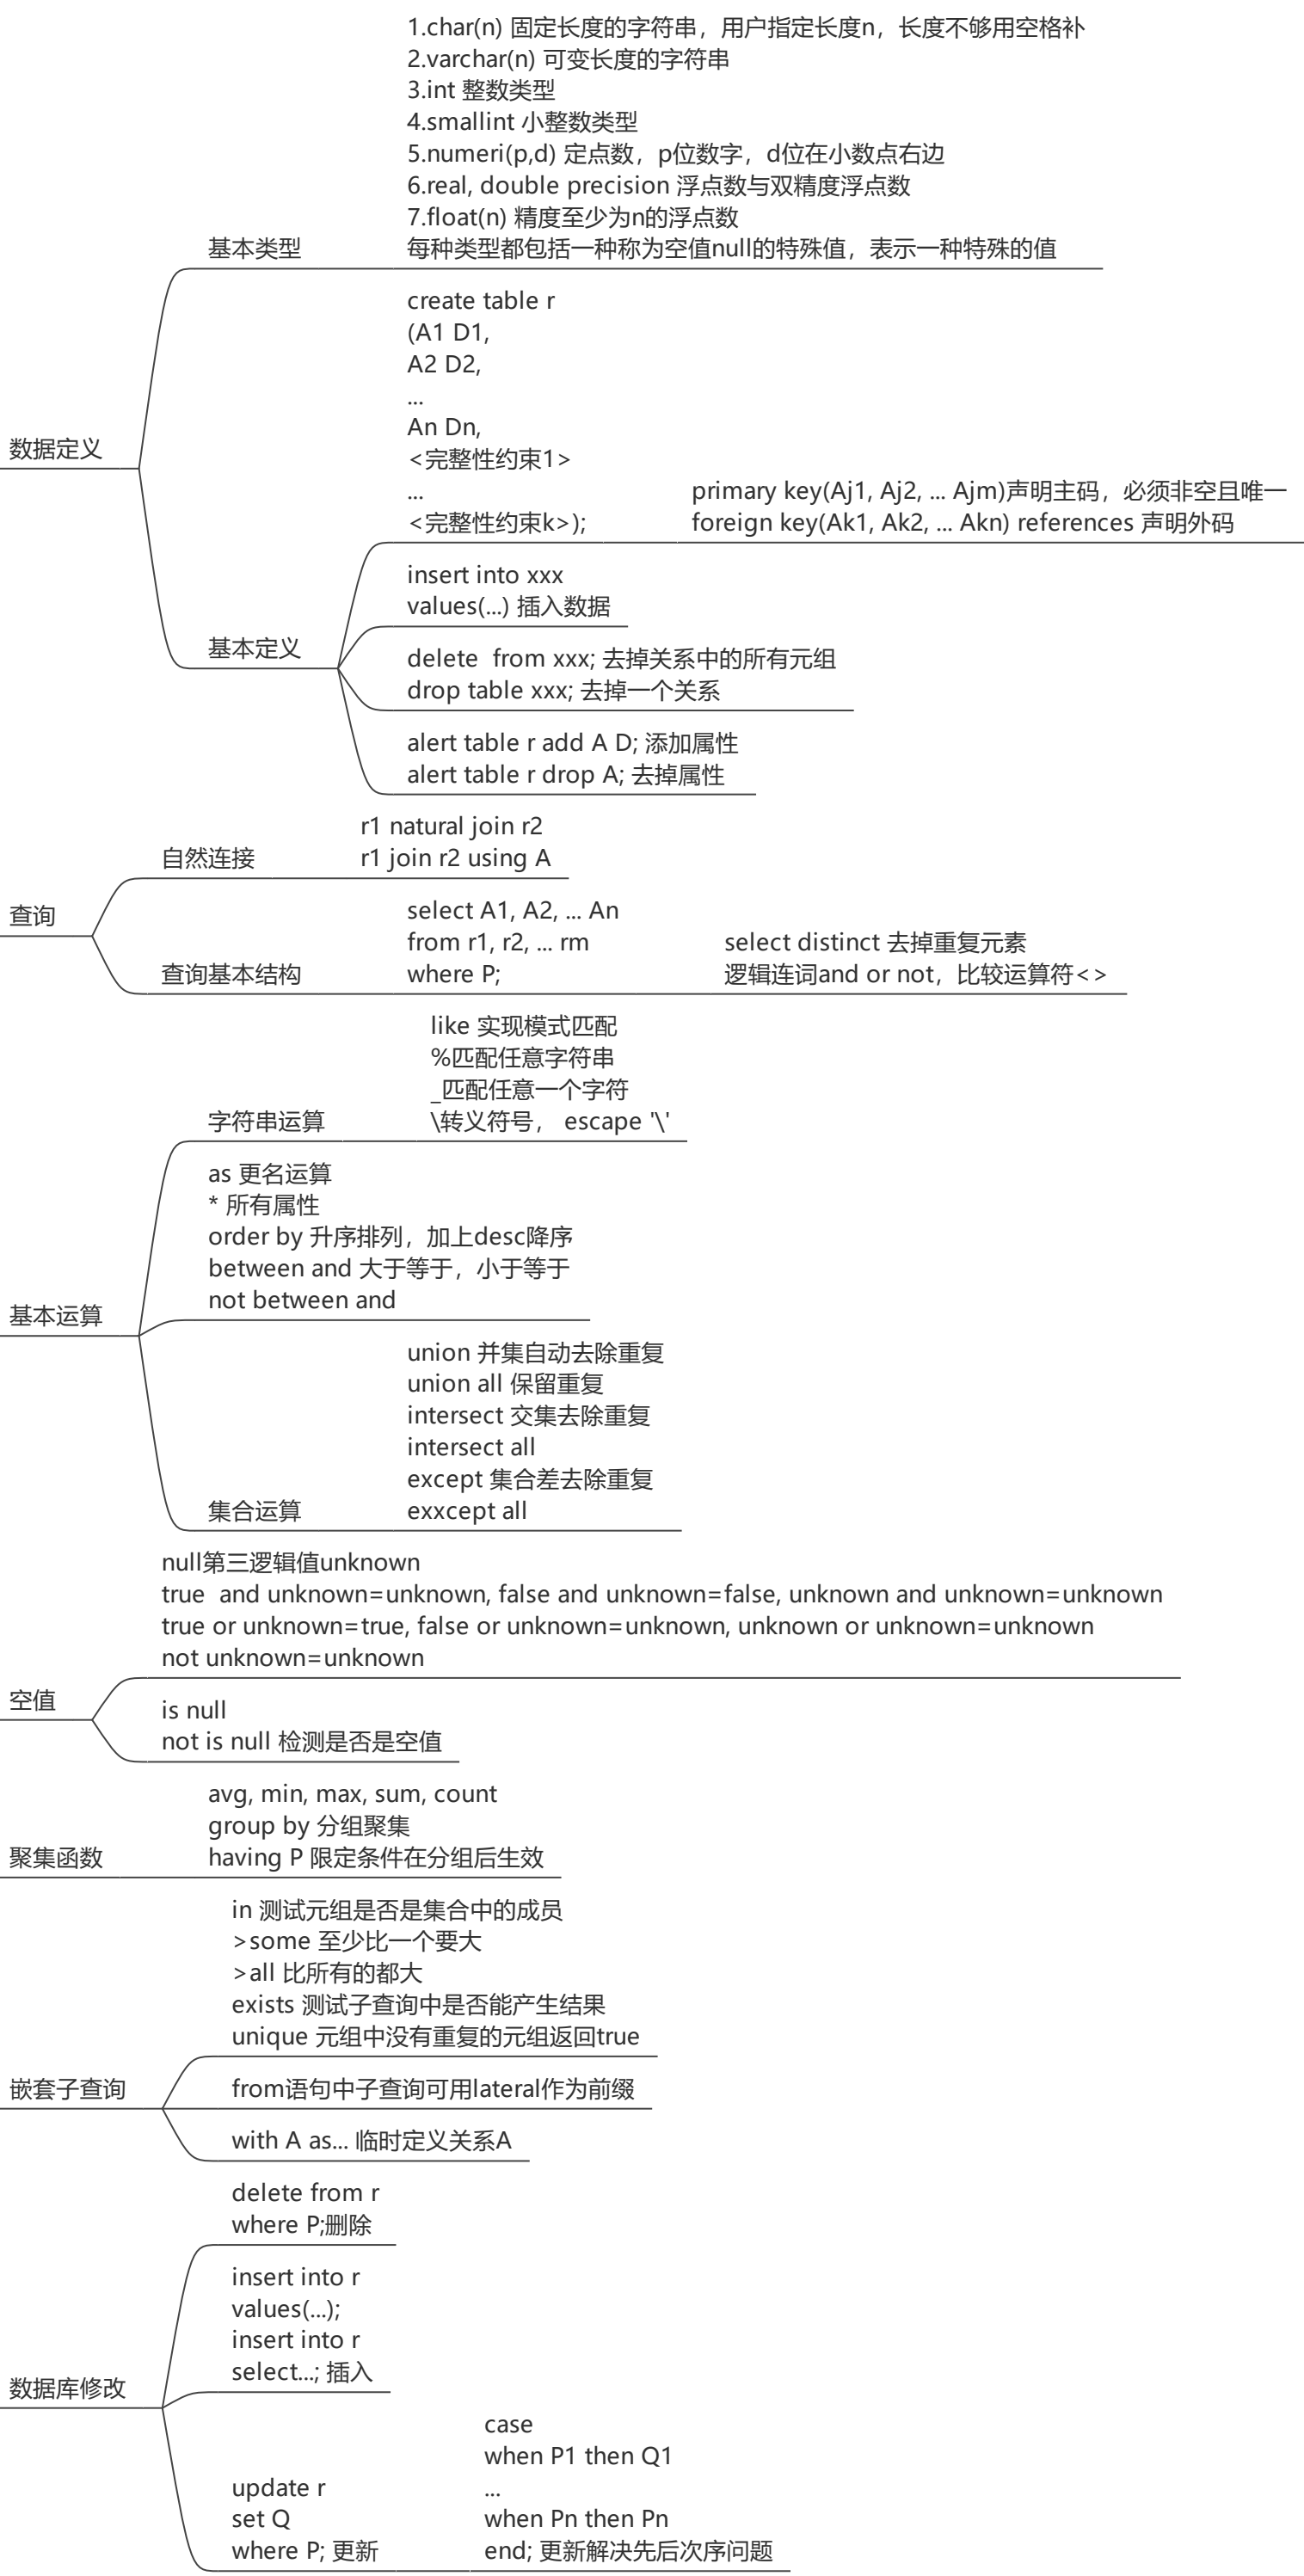 数据定义
基本类型
1.char(n) 固定长度的字符串，用户指定长度n，长度不够用空格补
2.varchar(n) 可变长度的字符串
3.int 整数类型
4.smallint 小整数类型
5.numeri(p,d) 定点数，p位数字，d位在小数点右边
6.real, double precision 浮点数与双精度浮点数
7.float(n) 精度至少为n的浮点数
每种类型都包括一种称为空值null的特殊值，表示一种特殊的值
基本定义
create table r
(A1 D1,
A2 D2,
...
An Dn,
<完整性约束1>
...
<完整性约束k>);
primary key(Aj1, Aj2, ... Ajm)声明主码，必须非空且唯一
foreign key(Ak1, Ak2, ... Akn) references 声明外码
insert into xxx
values(...) 插入数据
delete  from xxx; 去掉关系中的所有元组
drop table xxx; 去掉一个关系
alert table r add A D; 添加属性
alert table r drop A; 去掉属性
查询
自然连接
r1 natural join r2
r1 join r2 using A
查询基本结构
select A1, A2, ... An
from r1, r2, ... rm
where P;
select distinct 去掉重复元素
逻辑连词and or not，比较运算符<>
基本运算
字符串运算
like 实现模式匹配
%匹配任意字符串
_匹配任意一个字符
\转义符号， escape '\'
as 更名运算
* 所有属性
order by 升序排列，加上desc降序
between and 大于等于，小于等于
not between and
集合运算
union 并集自动去除重复
union all 保留重复
intersect 交集去除重复
intersect all
except 集合差去除重复
exxcept all
空值
null第三逻辑值unknown
true  and unknown=unknown, false and unknown=false, unknown and unknown=unknown
true or unknown=true, false or unknown=unknown, unknown or unknown=unknown
not unknown=unknown
is null
not is null 检测是否是空值
聚集函数
avg, min, max, sum, count
group by 分组聚集
having P 限定条件在分组后生效
嵌套子查询
in 测试元组是否是集合中的成员
>some 至少比一个要大
>all 比所有的都大
exists 测试子查询中是否能产生结果
unique 元组中没有重复的元组返回true
from语句中子查询可用lateral作为前缀
with A as... 临时定义关系A
数据库修改
delete from r
where P;删除
insert into r
values(...);
insert into r
select...; 插入
update r
set Q
where P; 更新
case
when P1 then Q1
...
when Pn then Pn
end; 更新解决先后次序问题